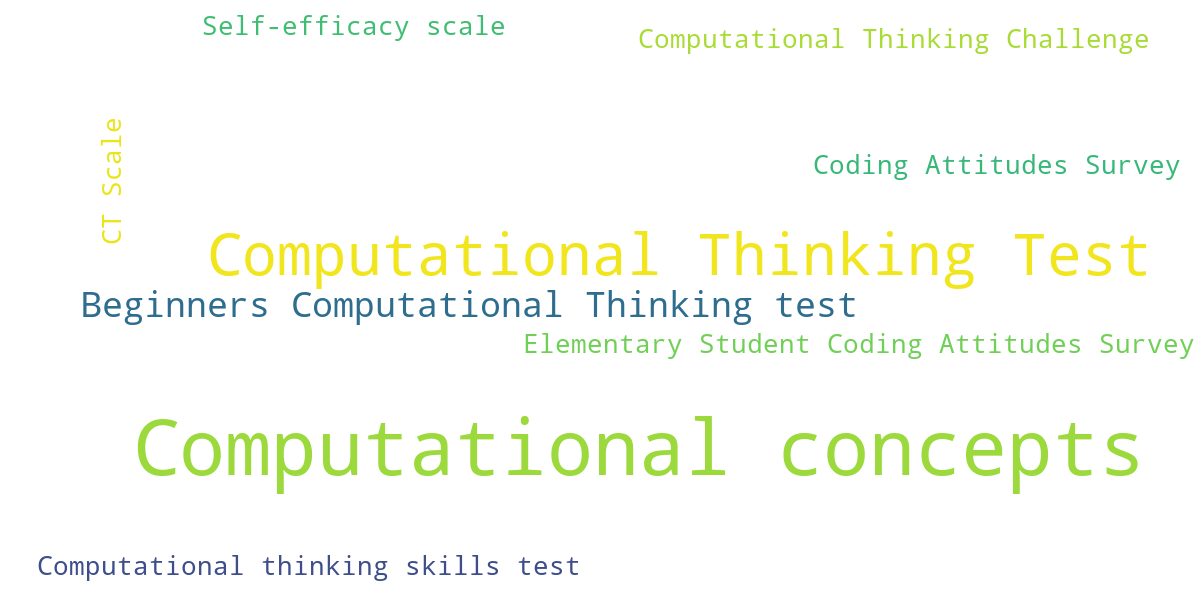 Self-efficacy scale
Computational Thinking Challenge
CT Scale
Coding Attitudes Survey
Computational Thinking Test
Beginners Computational Thinking test
Elementary Student Coding Attitudes Survey
Computational concepts
Computational thinking skills test